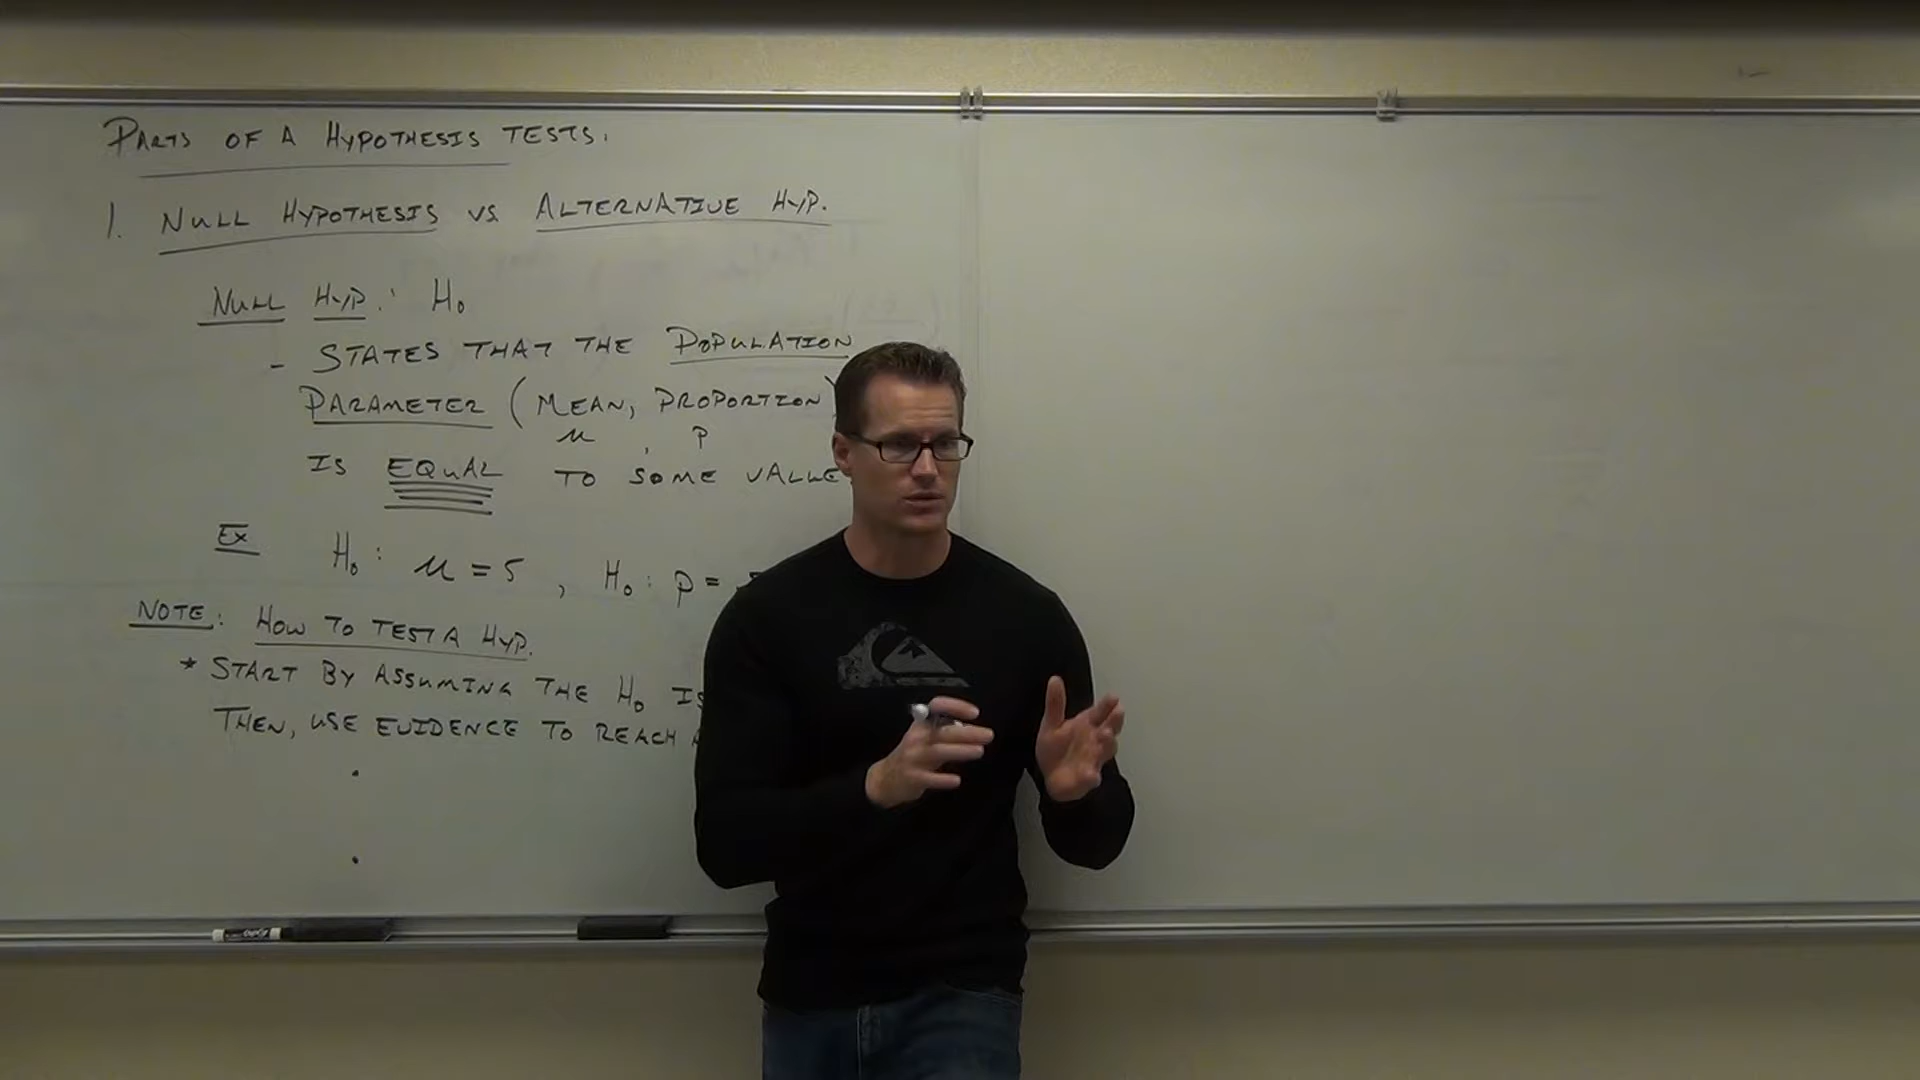 PARTS OF A HYPOTHESIS TESTS.
1. NULL HYPOTHESIS VS ALTERNATIVE HYP.
NULL HYP.: H₀
- STATES THAT THE POPULATION
PARAMETER (MEAN, PROPORTION)
μ , p
IS EQUAL TO SOME VALUE
EX H₀: μ = 5 , H₀: p =
NOTE: HOW TO TEST A HYP.
* START BY ASSUMING THE H₀ IS
THEN, USE EVIDENCE TO REACH
EXPO